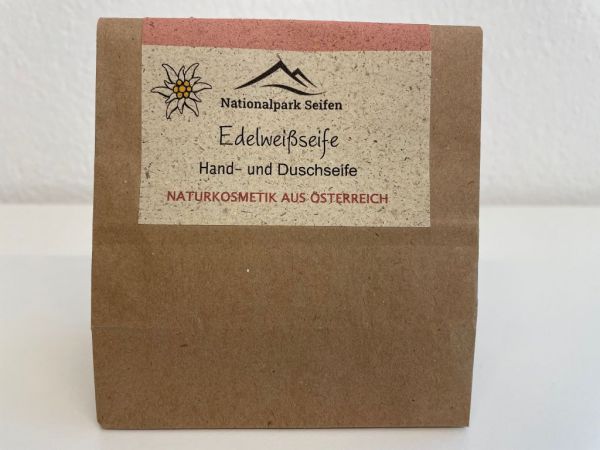 Nationalpark Seifen
Edelweißseife
Hand- und Duschseife
NATURKOSMETIK AUS ÖSTERREICH